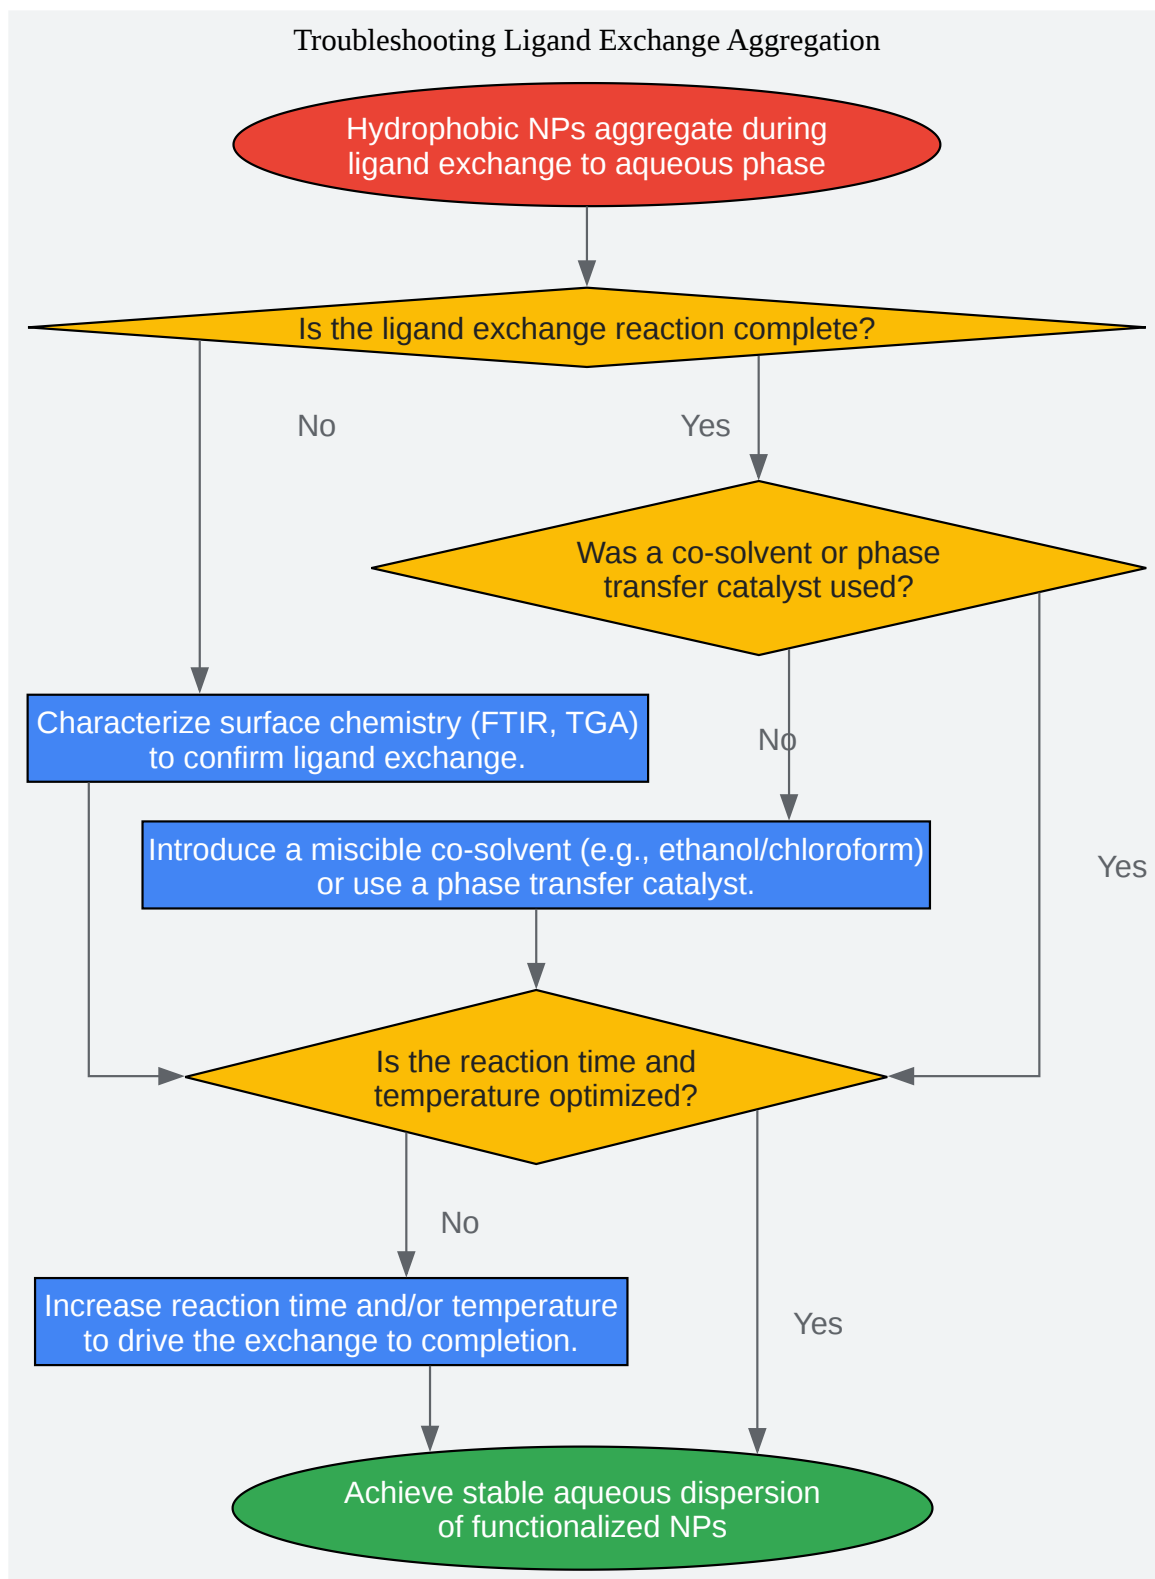 Troubleshooting Ligand Exchange Aggregation
Hydrophobic NPs aggregate during
ligand exchange to aqueous phase
Is the ligand exchange reaction complete?
No
Yes
Was a co-solvent or phase
transfer catalyst used?
Characterize surface chemistry (FTIR, TGA)
to confirm ligand exchange.
No
Introduce a miscible co-solvent (e.g., ethanol/chloroform)
or use a phase transfer catalyst.
Yes
Is the reaction time and
temperature optimized?
No
Increase reaction time and/or temperature
to drive the exchange to completion.
Yes
Achieve stable aqueous dispersion
of functionalized NPs